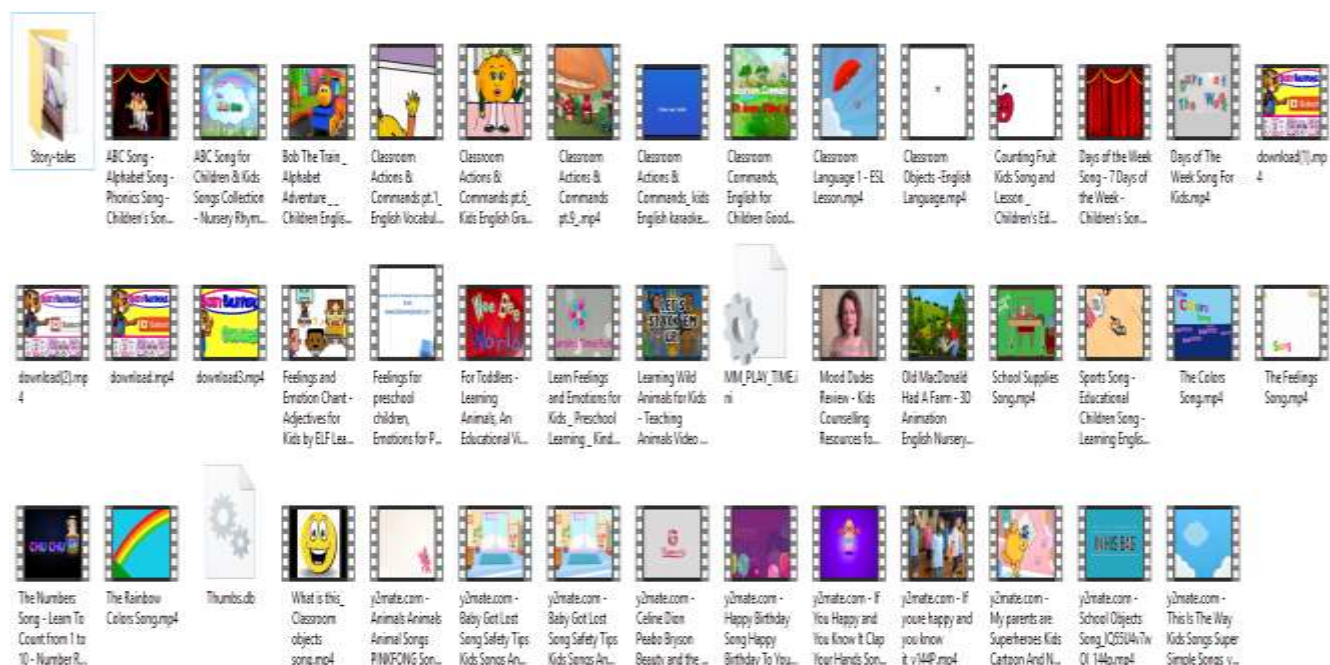 Story-tales
ABC Song -
Alphabet Song -
Phonics Song -
Children's Son...
ABC Song for
Children & Kids
Songs Collection
- Nursery Rhym...
Bob The Train _
Alphabet
Adventure _ _
Children Englis...
Classroom
Actions &
Commands pt.1_
English Vocabul...
Classroom
Actions &
Commands pt.6_
Kids English Gra...
Classroom
Actions &
Commands
pt.9_.mp4
Classroom
Actions &
Commands_ kids
English karaoke...
Classroom
Commands,
English for
Children Good...
Classroom
Language 1 - ESL
Lesson.mp4
Classroom
Objects -English
Language.mp4
Counting Fruit
Kids Song and
Lesson _
Children's Ed...
Days of the Week
Song - 7 Days of
the Week -
Children's Son...
Days of The
Week Song For
Kids.mp4
download(1).mp
4
download(2).mp
4
download.mp4
download3.mp4
Feelings and
Emotion Chant -
Adjectives for
Kids by ELF Lea...
Feelings for
preschool
children,
Emotions for P...
For Toddlers -
Learning
Animals, An
Educational Vi...
Learn Feelings
and Emotions for
Kids _ Preschool
Learning _ Kind...
LET'S
STACK 'EM
UP
Learning Wild
Animals for Kids
- Teaching
Animals Video ...
MM_PLAY_TIME.i
ni
Mood Dudes
Review - Kids
Counselling
Resources fo...
Old MacDonald
Had A Farm - 3D
Animation
English Nursery...
School Supplies
Song.mp4
Sports Song -
Educational
Children Song -
Learning Englis...
The
Colors
The Colors
Song.mp4
Song
The Feelings
Song.mp4
CHU CHU
The Numbers
Song - Learn To
Count from 1 to
10 - Number R...
The Rainbow
Colors Song.mp4
Thumbs.db
What is this_
Classroom
objects
song.mp4
y2mate.com -
Animals Animals
Animal Songs
PINKFONG Son...
y2mate.com -
Baby Got Lost
Song Safety Tips
Kids Songs An...
y2mate.com -
Baby Got Lost
Song Safety Tips
Kids Songs An...
y2mate.com -
Celine Dion
Peabo Bryson
Beauty and the ...
y2mate.com -
Happy Birthday
Song Happy
Birthday To You...
y2mate.com - If
You Happy and
You Know It Clap
Your Hands Son...
y2mate.com - If
youre happy and
you know
it_v144P.mp4
y2mate.com -
My parents are
Superheroes Kids
Cartoon And N...
IN HIS BAG
y2mate.com -
School Objects
y2mate.com -
This Is The Way
Kids Songs Super
Simple Songs_v...